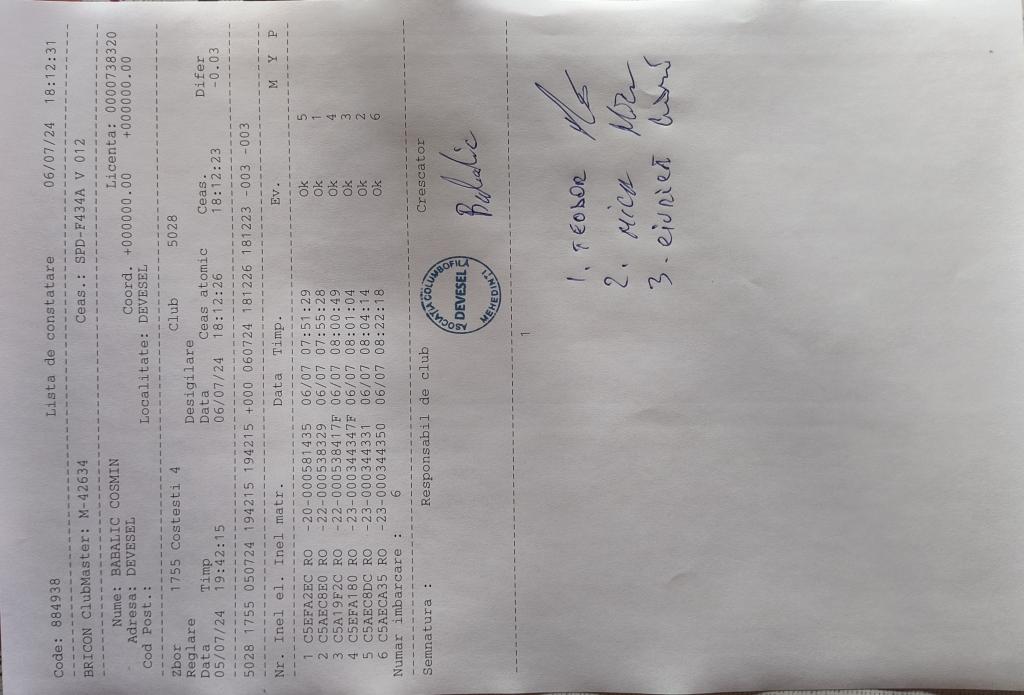 Code: 884938 Lista de constatare 06/07/24 18:12:31
BRICON ClubMaster: M-42634 Ceas.: SPD-F434A V 012
Nume: BABALIC COSMIN Licenta: 0000738320
Adresa: DEVESEL Coord. +000000.00 +0000000.00
Cod Post.: Localitate: DEVESEL
Zbor 1755 Costesti 4 Club 5028
Reglare Desigilare
Data Timp Data Ceas atomic Ceas. Difer
05/07/24 19:42:15 06/07/24 18:12:26 18:12:23 -0.03
5028 1755 050724 194215 194215 +000 060724 181226 181223 -003 -003
Nr. Inel el. Inel matr. Data Timp. Ev. M Y P
1 C5EFA2EC RO -20-000581435 06/07 07:51:29 Ok 5
2 C5AEC8E0 RO -22-000538329 06/07 07:55:28 Ok 1
3 C5A19F2C RO -22-000538417F 06/07 08:00:49 Ok 4
4 C5EFA180 RO -23-000344347F 06/07 08:01:04 Ok 3
5 C5AEC8DC RO -23-000344331 06/07 08:04:14 Ok 2
6 C5AECA35 RO -23-000344350 06/07 08:22:18 Ok 6
Numar imbarcare : 6
Semnatura : Responsabil de club Crescator
ASOCIATIA COLUMBOFILA
DEVESEL
MEHEDINTI
Babalic
1
1. TEODOR
2. MICA
3.